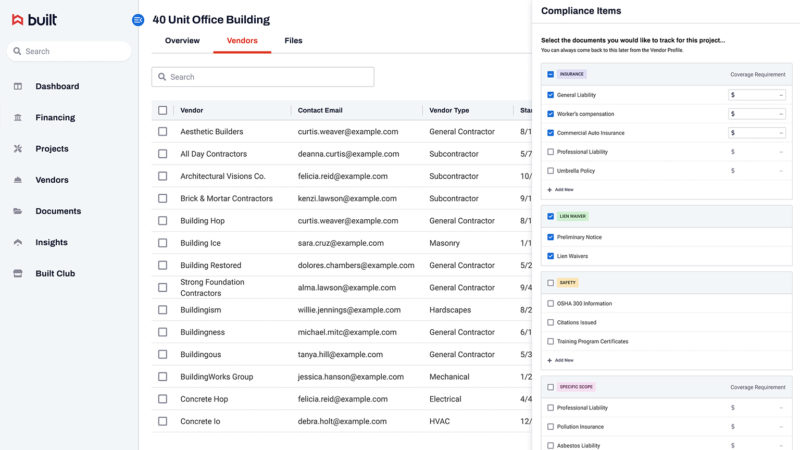 built
Search
Dashboard
Financing
Projects
Vendors
Documents
Insights
Built Club
40 Unit Office Building
Overview
Vendors
Files
Search
Vendor Contact Email Vendor Type
Aesthetic Builders curtis.weaver@example.com General Contractor 8/1
All Day Contractors deanna.curtis@example.com Subcontractor 5/7
Architectural Visions Co. felicia.reid@example.com Subcontractor 10/
Brick & Mortar Contractors kenzi.lawson@example.com Subcontractor 9/4
Building Hop curtis.weaver@example.com General Contractor 8/1
Building Ice sara.cruz@example.com Masonry 1/1
Building Restored dolores.chambers@example.com General Contractor 5/2
Strong Foundation
Contractors alma.lawson@example.com General Contractor 9/4
Buildingism willie.jennings@example.com Hardscapes 8/2
Buildingness michael.mitc@example.com General Contractor 6/1
Buildingous tanya.hill@example.com General Contractor 5/3
BuildingWorks Group jessica.hanson@example.com Mechanical 1/2
Concrete Hop felicia.reid@example.com Electrical 4/4
Concrete Io debra.holt@example.com HVAC 12/
Compliance Items
Select the documents you would like to track for this project...
You can always come back to this later from the Vendor Profile.
INSURANCE Coverage Requirement
General Liability $ –
Worker's compensation $ –
Commercial Auto Insurance $ –
Professional Liability $ –
Umbrella Policy $ –
+ Add New
LIEN WAIVER
Preliminary Notice
Lien Waivers
SAFETY
OSHA 300 Information
Citations Issued
Training Program Certificates
+ Add New
SPECIFIC SCOPE Coverage Requirement
Professional Liability $ –
Pollution Insurance $ –
Asbestos Liability $ –